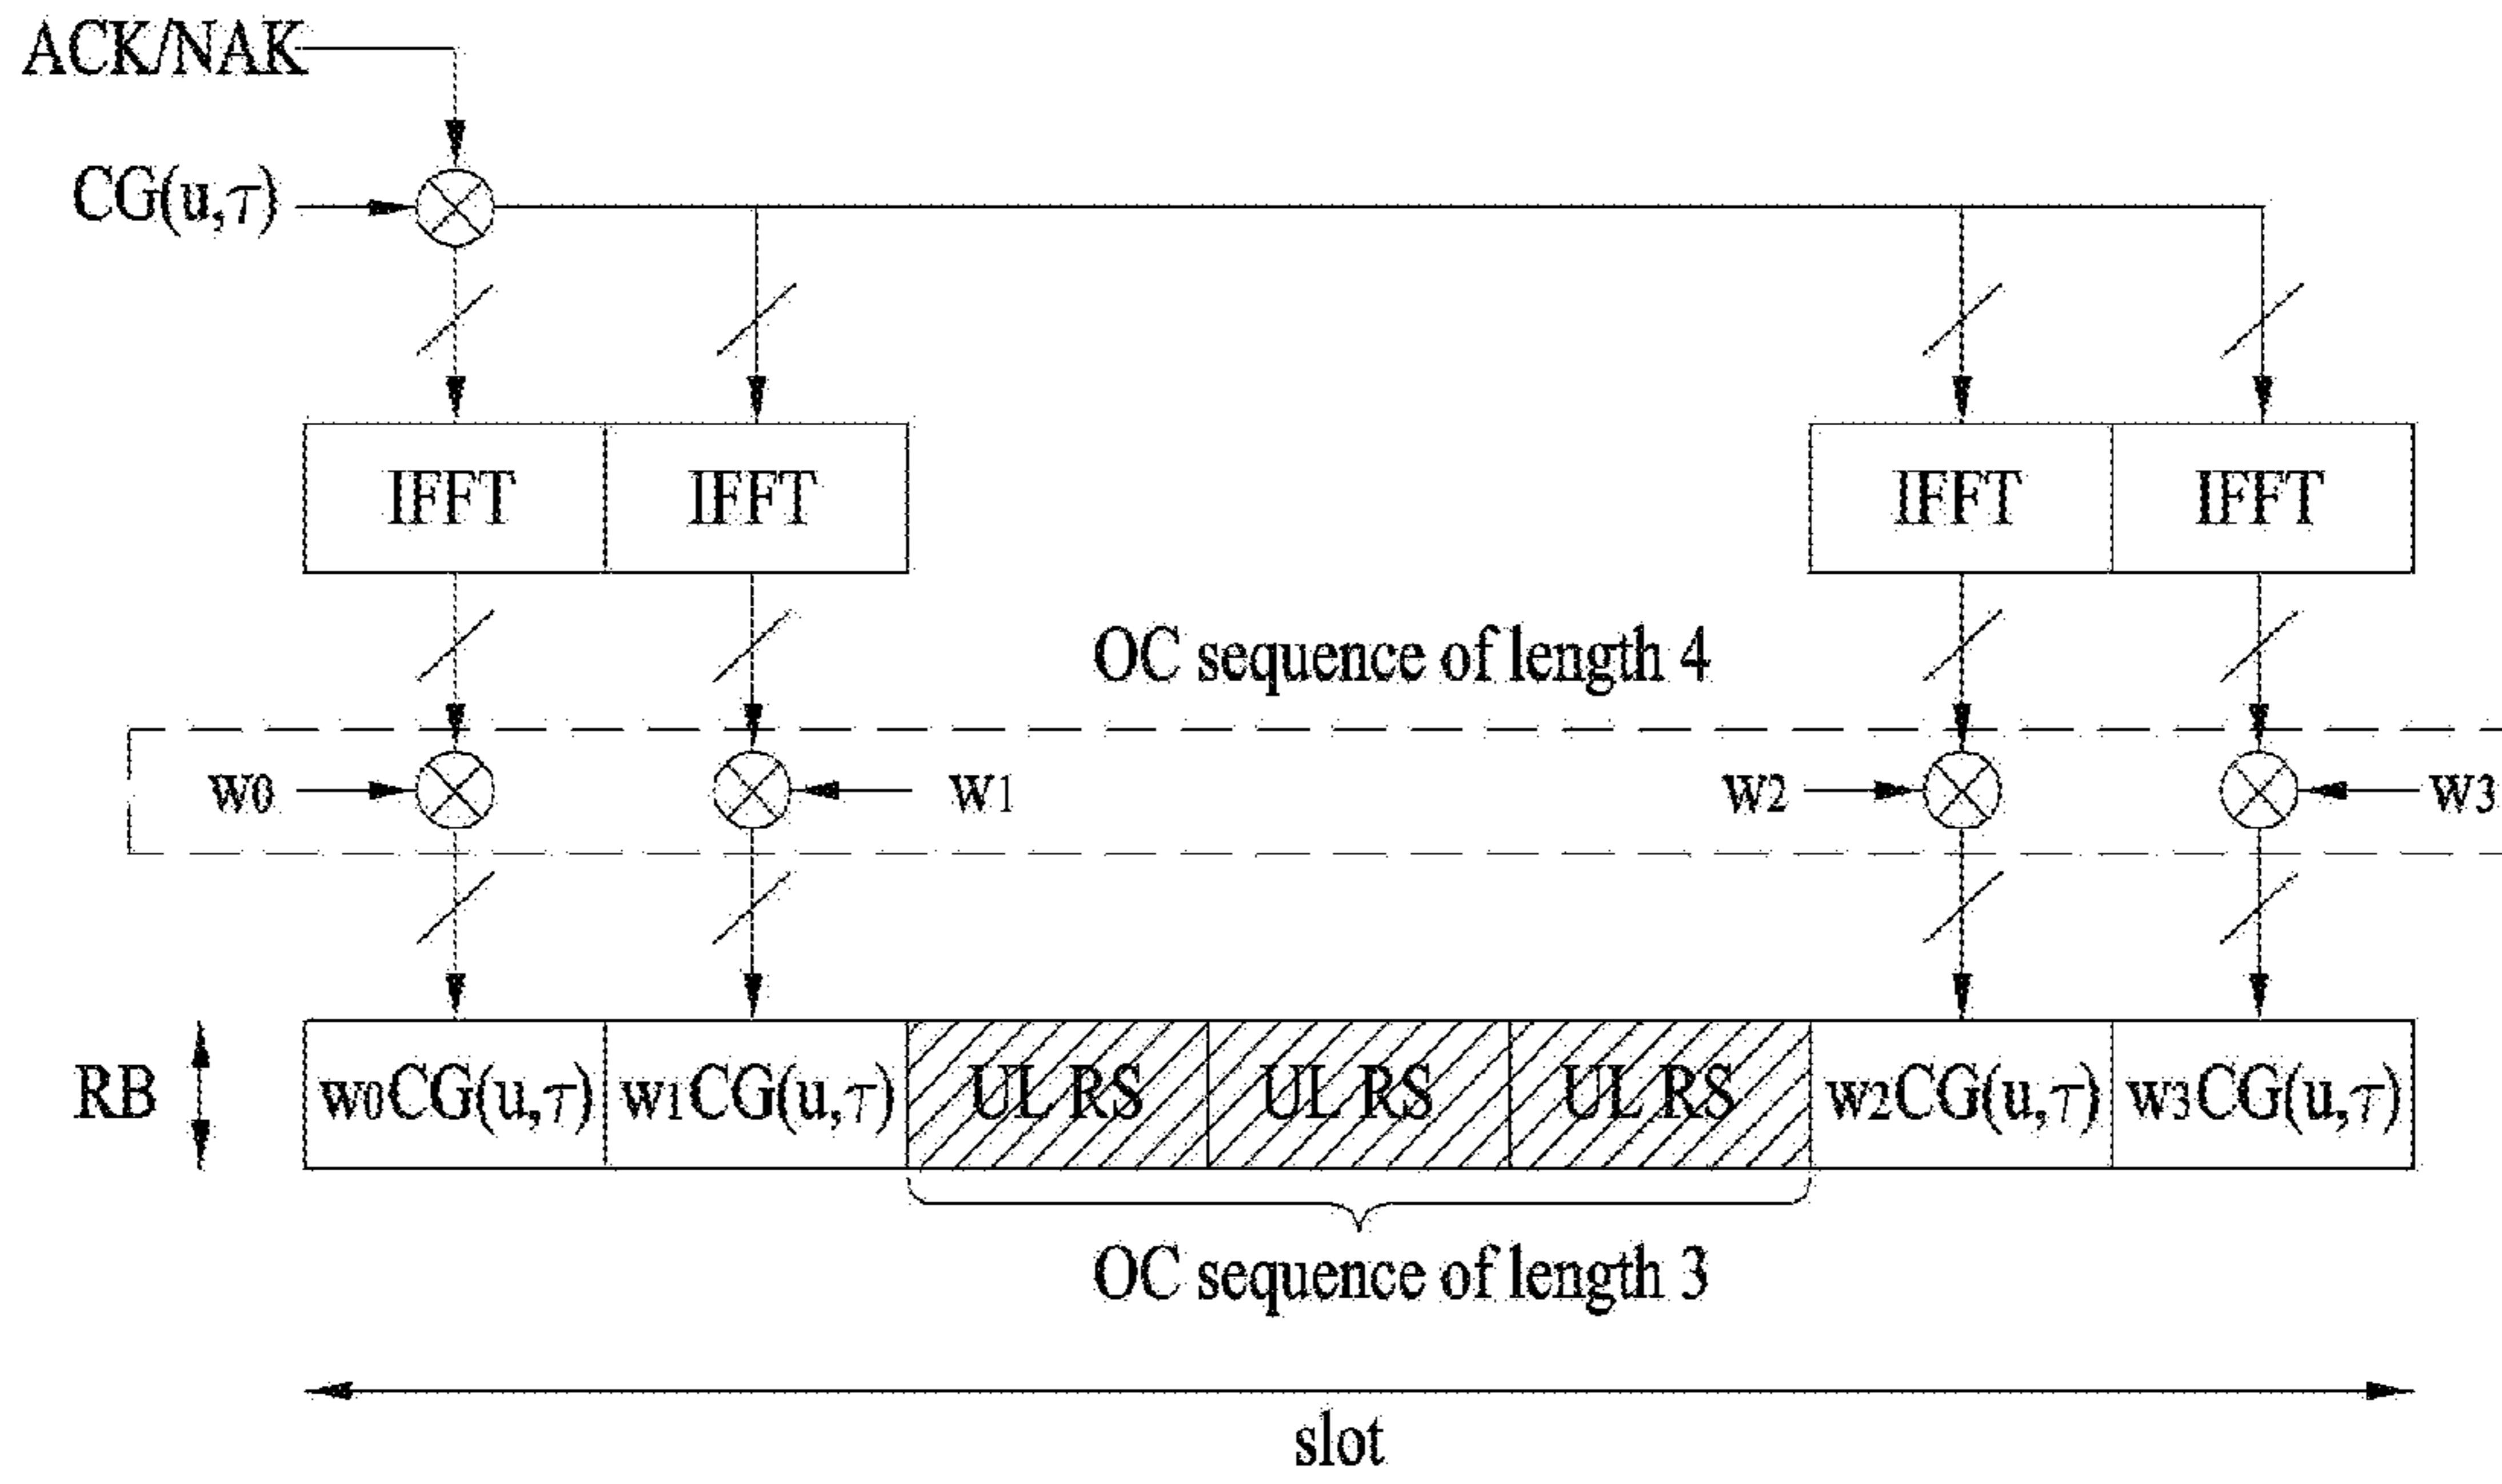 ACK/NAK
CG(u,τ)
IFFT IFFT IFFT IFFT
OC sequence of length 4
w0 w1 w2 w3
RB w0CG(u,τ) w1CG(u,τ) UL RS UL RS UL RS w2CG(u,τ) w3CG(u,τ)
OC sequence of length 3
slot